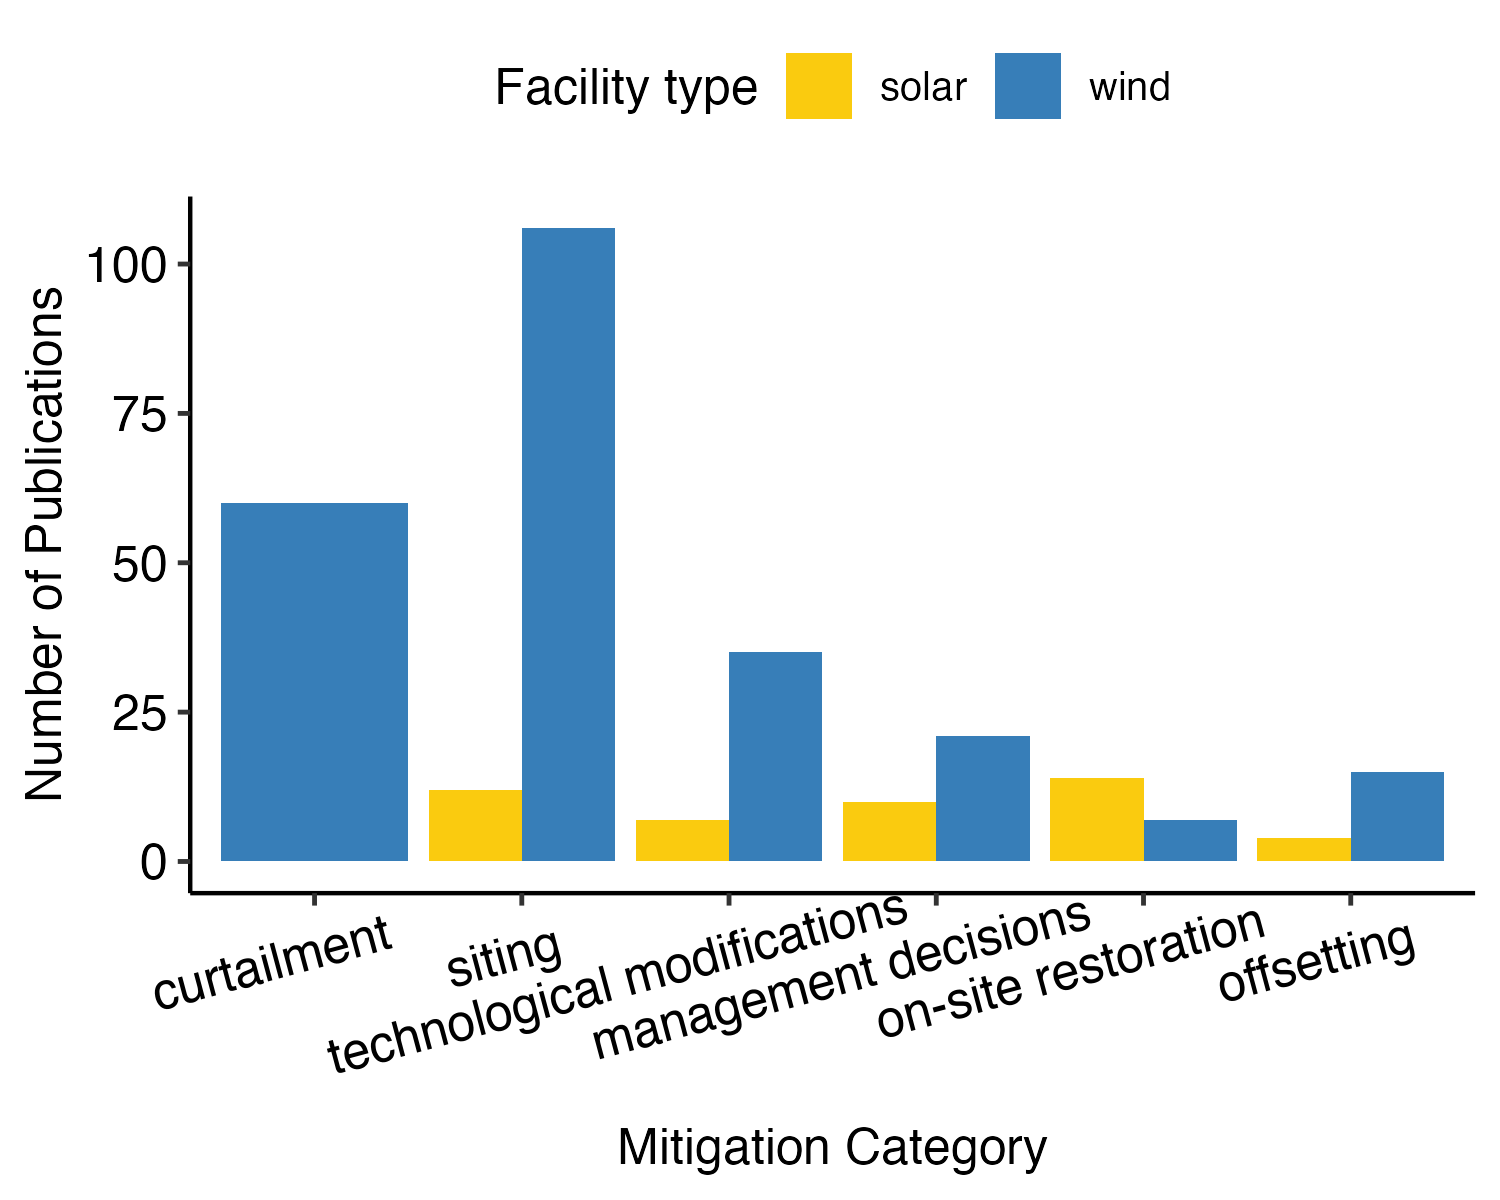 Facility type solar wind
Number of Publications
100
75
50
25
0
curtailment
siting
technological modifications
management decisions
on-site restoration
offsetting
Mitigation Category